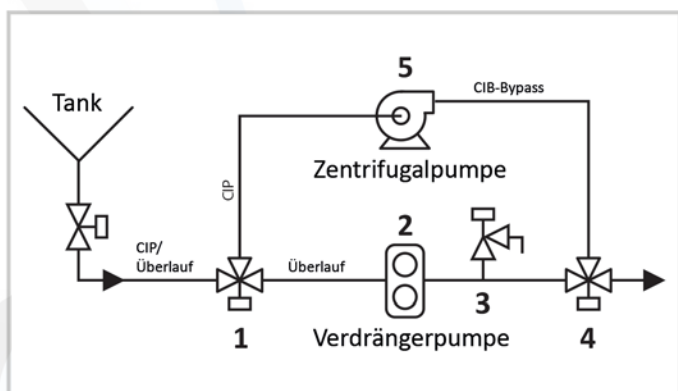 5
Tank
CIB-Bypass
Zentrifugalpumpe
CIP
2
CIP/
Überlauf
Überlauf
1
Verdrängerpumpe
3
4